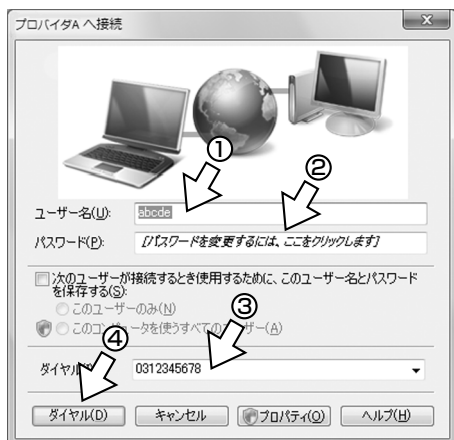 プロバイダA へ接続
X
①
②
ユーザー名(U): abcde
パスワード(P): [パスワードを変更するには、ここをクリックします]
次のユーザーが接続するとき使用するために、このユーザー名とパスワード
を保存する(S):
このユーザーのみ(N)
③
このコンピュータを使うすべての ーザー(A)
④
ダイヤル 0312345678
ダイヤル(D) キャンセル プロパティ(O) ヘルプ(H)